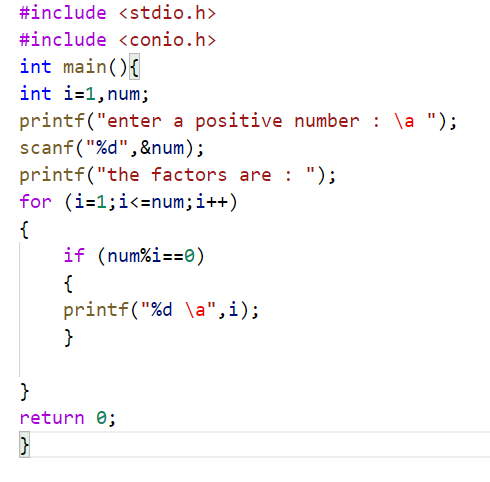 #include <stdio.h>
#include <conio.h>
int main(){
int i=1,num;
printf("enter a positive number : \a ");
scanf("%d",&num);
printf("the factors are : ");
for (i=1;i<=num;i++)
{
    if (num%i==0)
    {
    printf("%d \a",i);
    }
}
return 0;
}